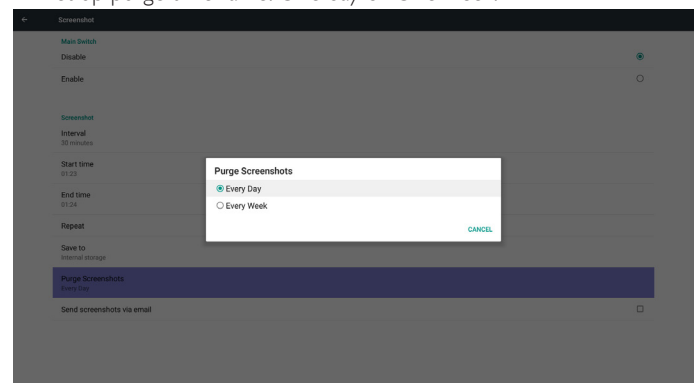 Screenshot
Main Switch
Disable
Enable
Screenshot
Interval
30 minutes
Start time
01:23
End time
01:24
Repeat
Save to
Internal storage
Purge Screenshots
Every Day
Send screenshots via email
Purge Screenshots
Every Day
Every Week
CANCEL